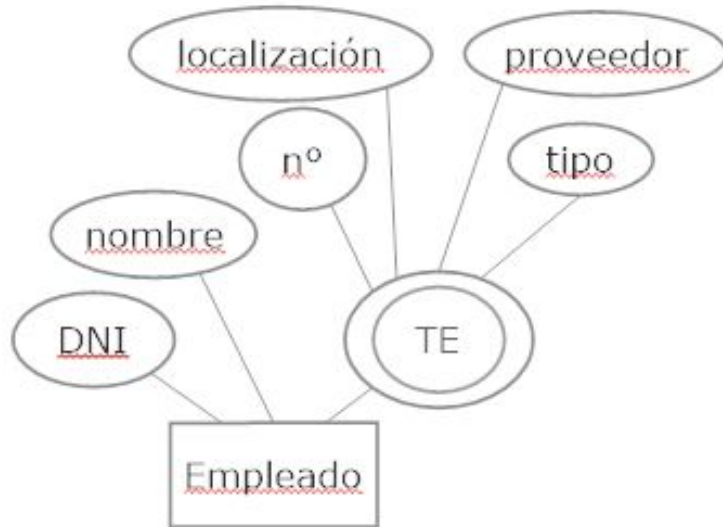 localización
proveedor
nº
tipo
nombre
DNI
TE
Empleado